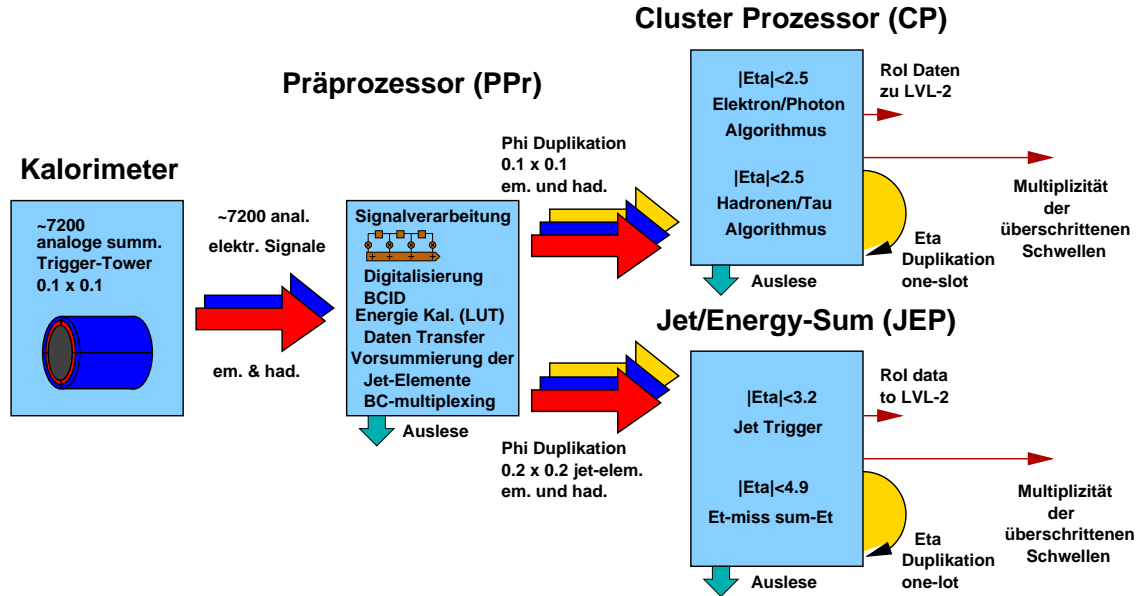 Cluster Prozessor (CP)
Präprozessor (PPr)
Kalorimeter
~7200
analoge summ.
Trigger-Tower
0.1 x 0.1
~7200 anal.
elektr. Signale
em. & had.
Signalverarbeitung
Digitalisierung
BCID
Energie Kal. (LUT)
Daten Transfer
Vorsummierung der
Jet-Elemente
BC-multiplexing
Auslese
Phi Duplikation
0.1 x 0.1
em. und had.
Phi Duplikation
0.2 x 0.2 jet-elem.
em. und had.
|Eta|<2.5
Elektron/Photon
Algorithmus
|Eta|<2.5
Hadronen/Tau
Algorithmus
Auslese
RoI Daten
zu LVL-2
Multiplizität
der
überschrittenen
Schwellen
Eta
Duplikation
one-slot
Jet/Energy-Sum (JEP)
|Eta|<3.2
Jet Trigger
|Eta|<4.9
Et-miss sum-Et
Auslese
RoI data
to LVL-2
Multiplizität
der
überschrittenen
Schwellen
Eta
Duplikation
one-lot